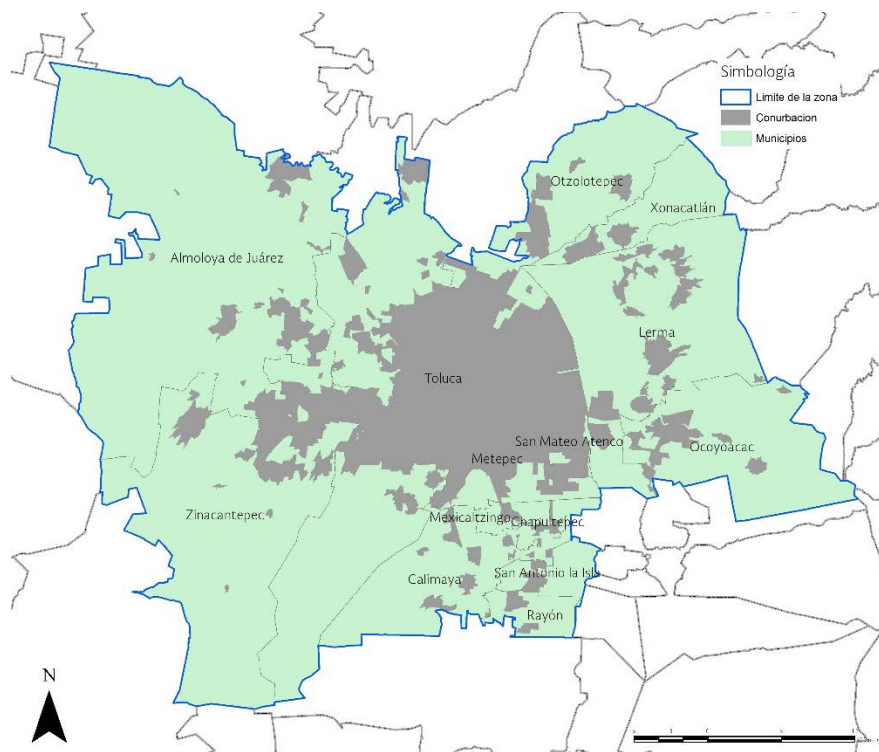 Simbología
Limite de la zona
Conurbacion
Municipios
Otzolotepec
Xonacatlán
Almoloya de Juárez
Lerma
Toluca
San Mateo Atenco
Ocoyoacac
Metepec
Zinacantepec
Mexicaltzingo
Chapultepec
Calimaya
San Antonio la Isla
Rayón
N